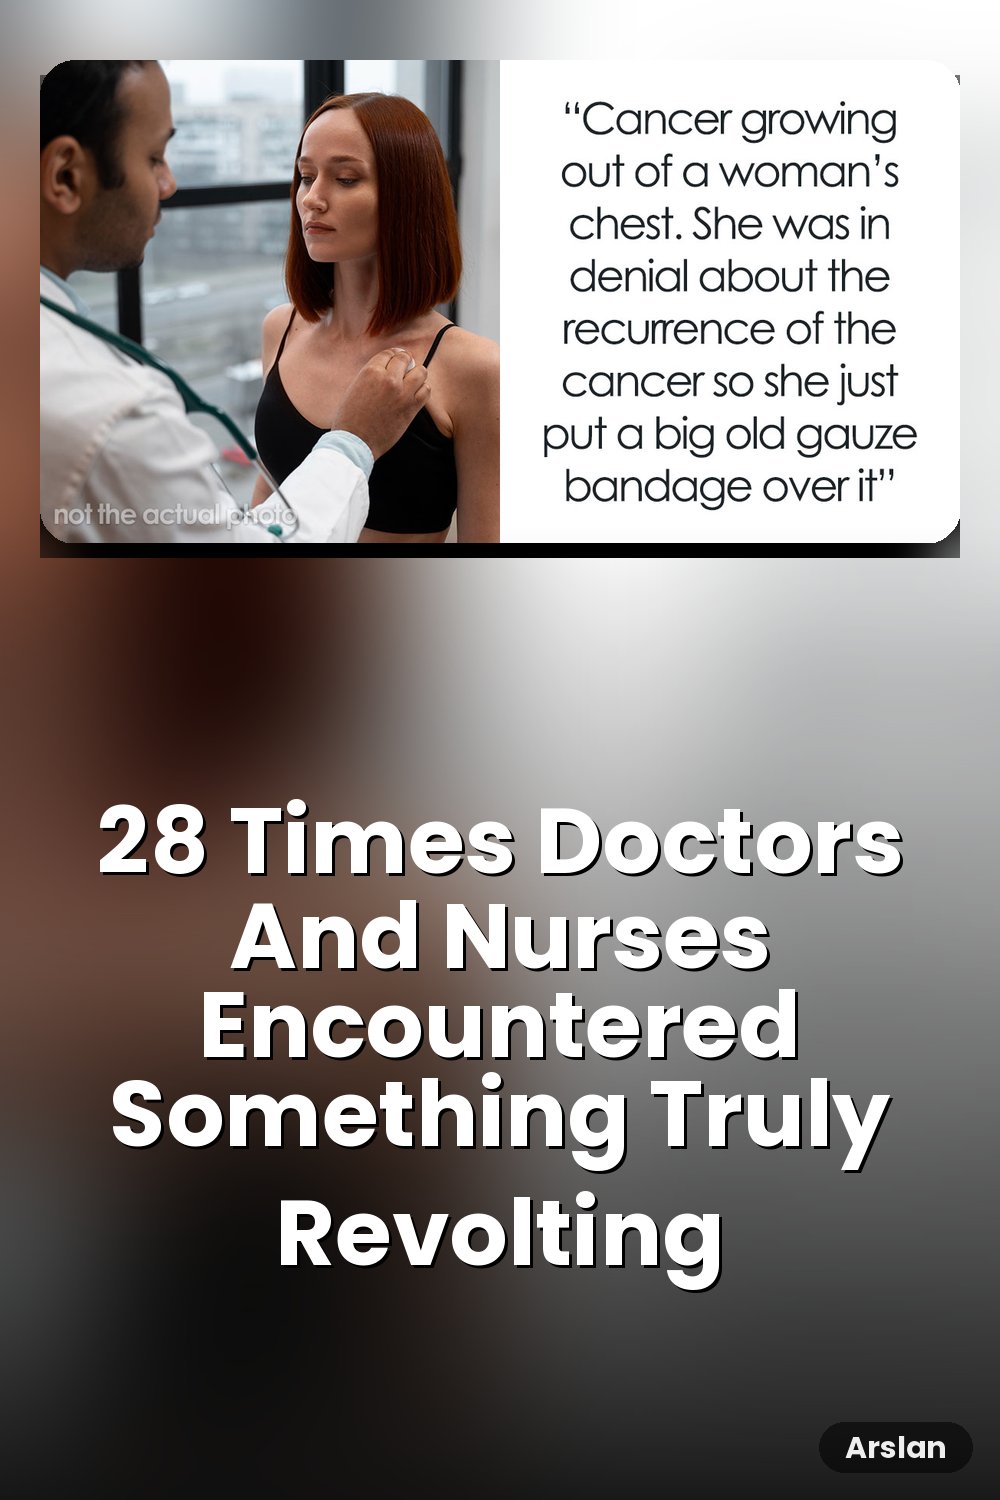 “Cancer growing
out of a woman’s
chest. She was in
denial about the
recurrence of the
cancer so she just
put a big old gauze
bandage over it”
not the actual photo
28 Times Doctors
And Nurses
Encountered
Something Truly
Revolting
Arslan